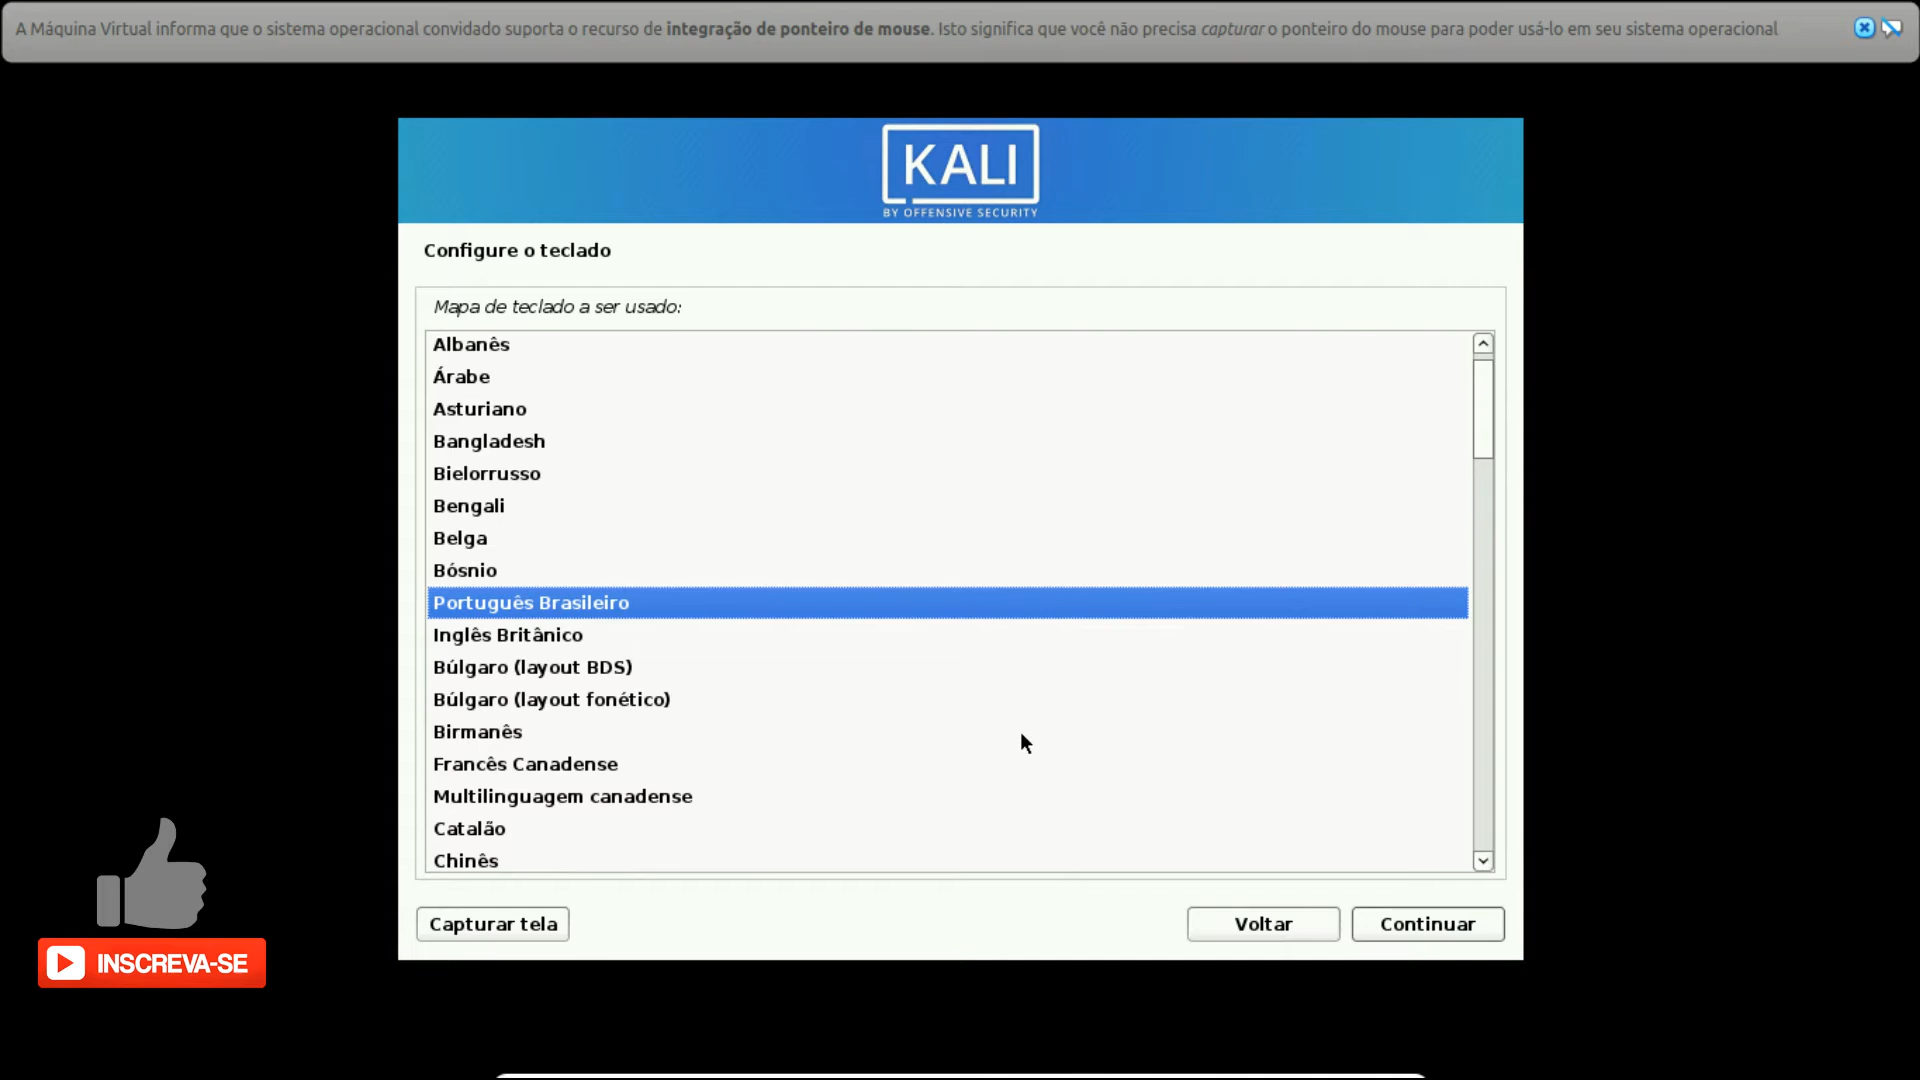 A Máquina Virtual informa que o sistema operacional convidado suporta o recurso de integração de ponteiro de mouse. Isto significa que você não precisa capturar o ponteiro do mouse para poder usá-lo em seu sistema operacional
KALI
BY OFFENSIVE SECURITY
Configure o teclado
Mapa de teclado a ser usado:
Albanês
Árabe
Asturiano
Bangladesh
Bielorrusso
Bengali
Belga
Bósnio
Português Brasileiro
Inglês Britânico
Búlgaro (layout BDS)
Búlgaro (layout fonético)
Birmanês
Francês Canadense
Multilinguagem canadense
Catalão
Chinês
Capturar tela
Voltar
Continuar
INSCREVA-SE